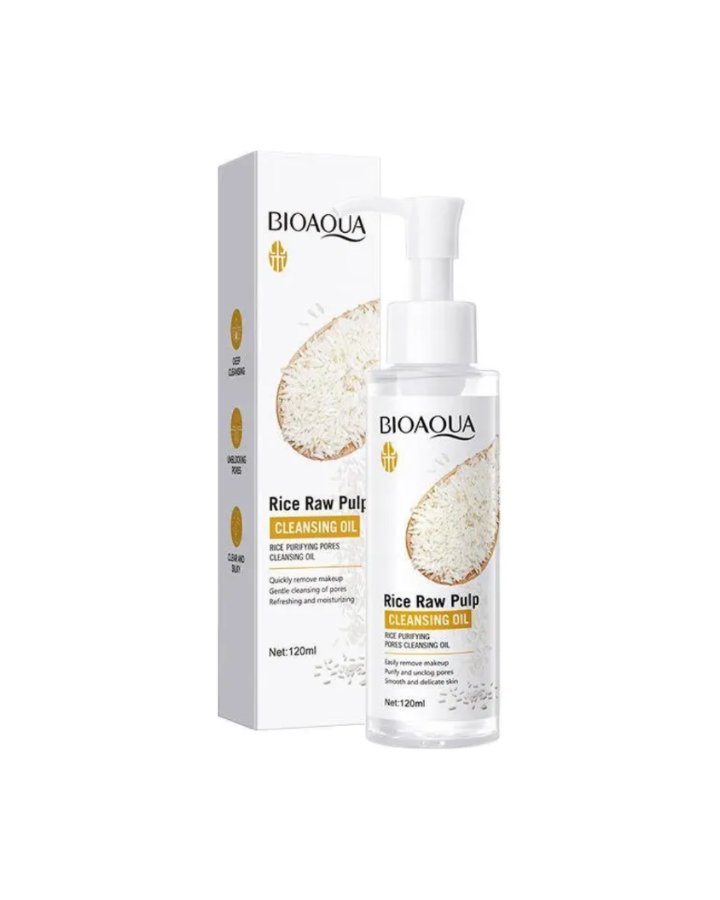 BIOAQUA
DEEP
CLEANSING
UNBLOCKING
PORES
CLEAR AND
SILKY
Rice Raw Pulp
CLEANSING OIL
RICE PURIFYING PORES
CLEANSING OIL
Quickly remove makeup
Gentle cleansing of pores
Refreshing and moisturizing
Net:120ml
BIOAQUA
Rice Raw Pulp
CLEANSING OIL
RICE PURIFYING
PORES CLEANSING OIL
Easily remove makeup
Purify and unclog pores
Smooth and delicate skin
Net:120ml